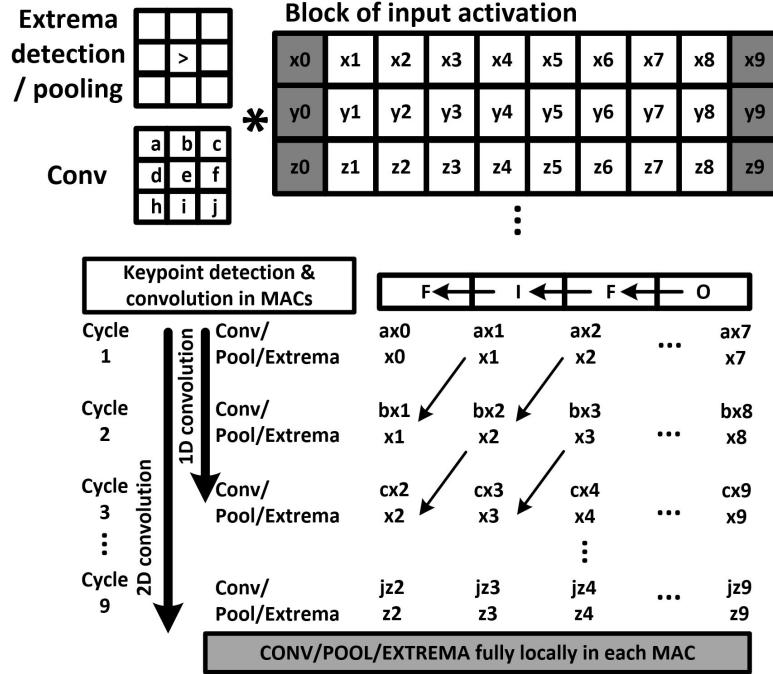 Extrema
detection
/ pooling
>
Block of input activation
x0 x1 x2 x3 x4 x5 x6 x7 x8 x9
y0 y1 y2 y3 y4 y5 y6 y7 y8 y9
z0 z1 z2 z3 z4 z5 z6 z7 z8 z9
*
Conv
a b c
d e f
h i j
Keypoint detection &
convolution in MACs
F I F O
Cycle
1
1D convolution
2D convolution
Conv/ ax0 ax1 ax2 ... ax7
Pool/Extrema x0 x1 x2 x7
Cycle
2
Conv/ bx1 bx2 bx3 bx8
Pool/Extrema x1 x2 x3 ... x8
Cycle
3
Conv/ cx2 cx3 cx4 cx9
Pool/Extrema x2 x3 x4 ... x9
Cycle
9
Conv/ jz2 jz3 jz4 jz9
Pool/Extrema z2 z3 z4 ... z9
CONV/POOL/EXTREMA fully locally in each MAC